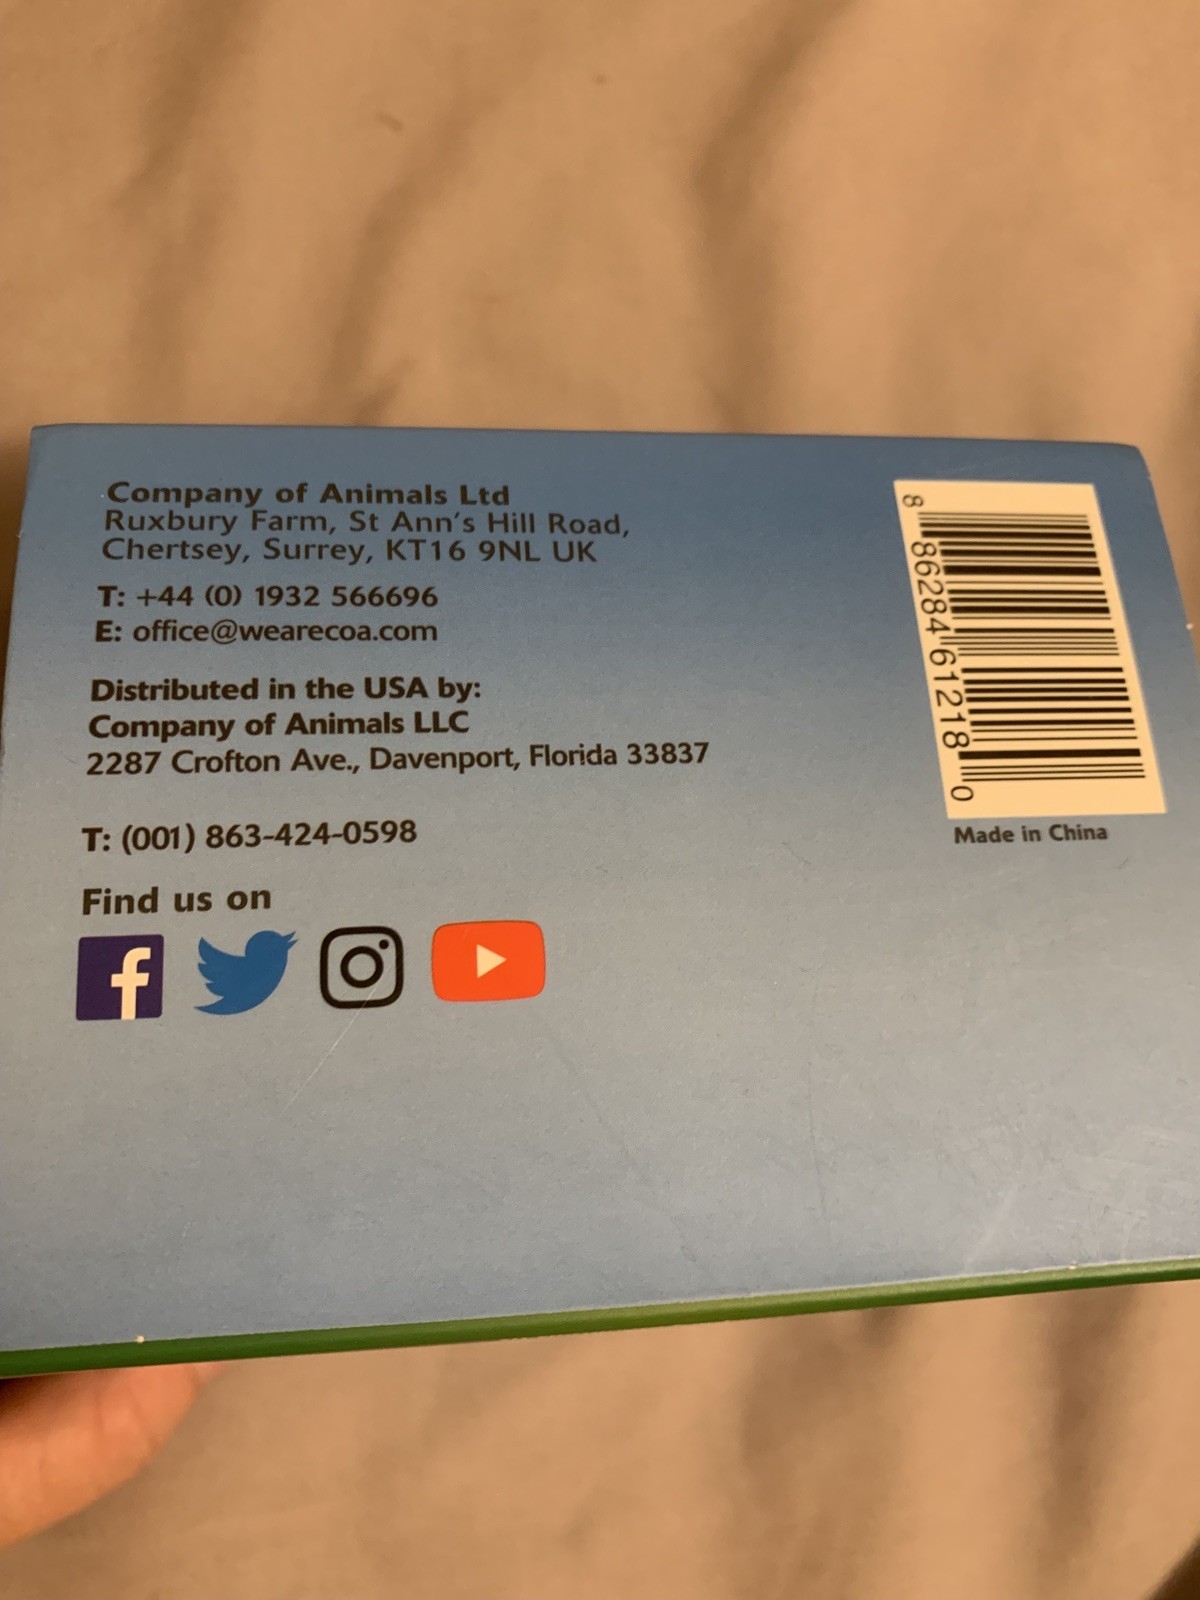 Company of Animals Ltd
Ruxbury Farm, St Ann's Hill Road,
Chertsey, Surrey, KT16 9NL UK
T: +44 (0) 1932 566696
E: office@wearecoa.com
Distributed in the USA by:
Company of Animals LLC
2287 Crofton Ave., Davenport, Florida 33837
T: (001) 863-424-0598
Find us on
f
8 86284 61218 0
Made in China